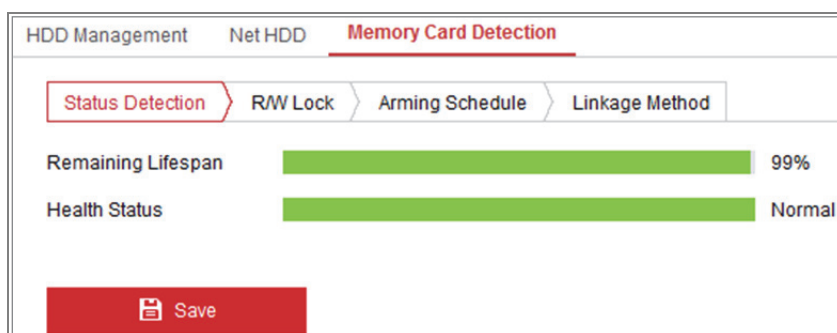 HDD Management Net HDD Memory Card Detection
Status Detection R/W Lock Arming Schedule Linkage Method
Remaining Lifespan 99%
Health Status Normal
Save